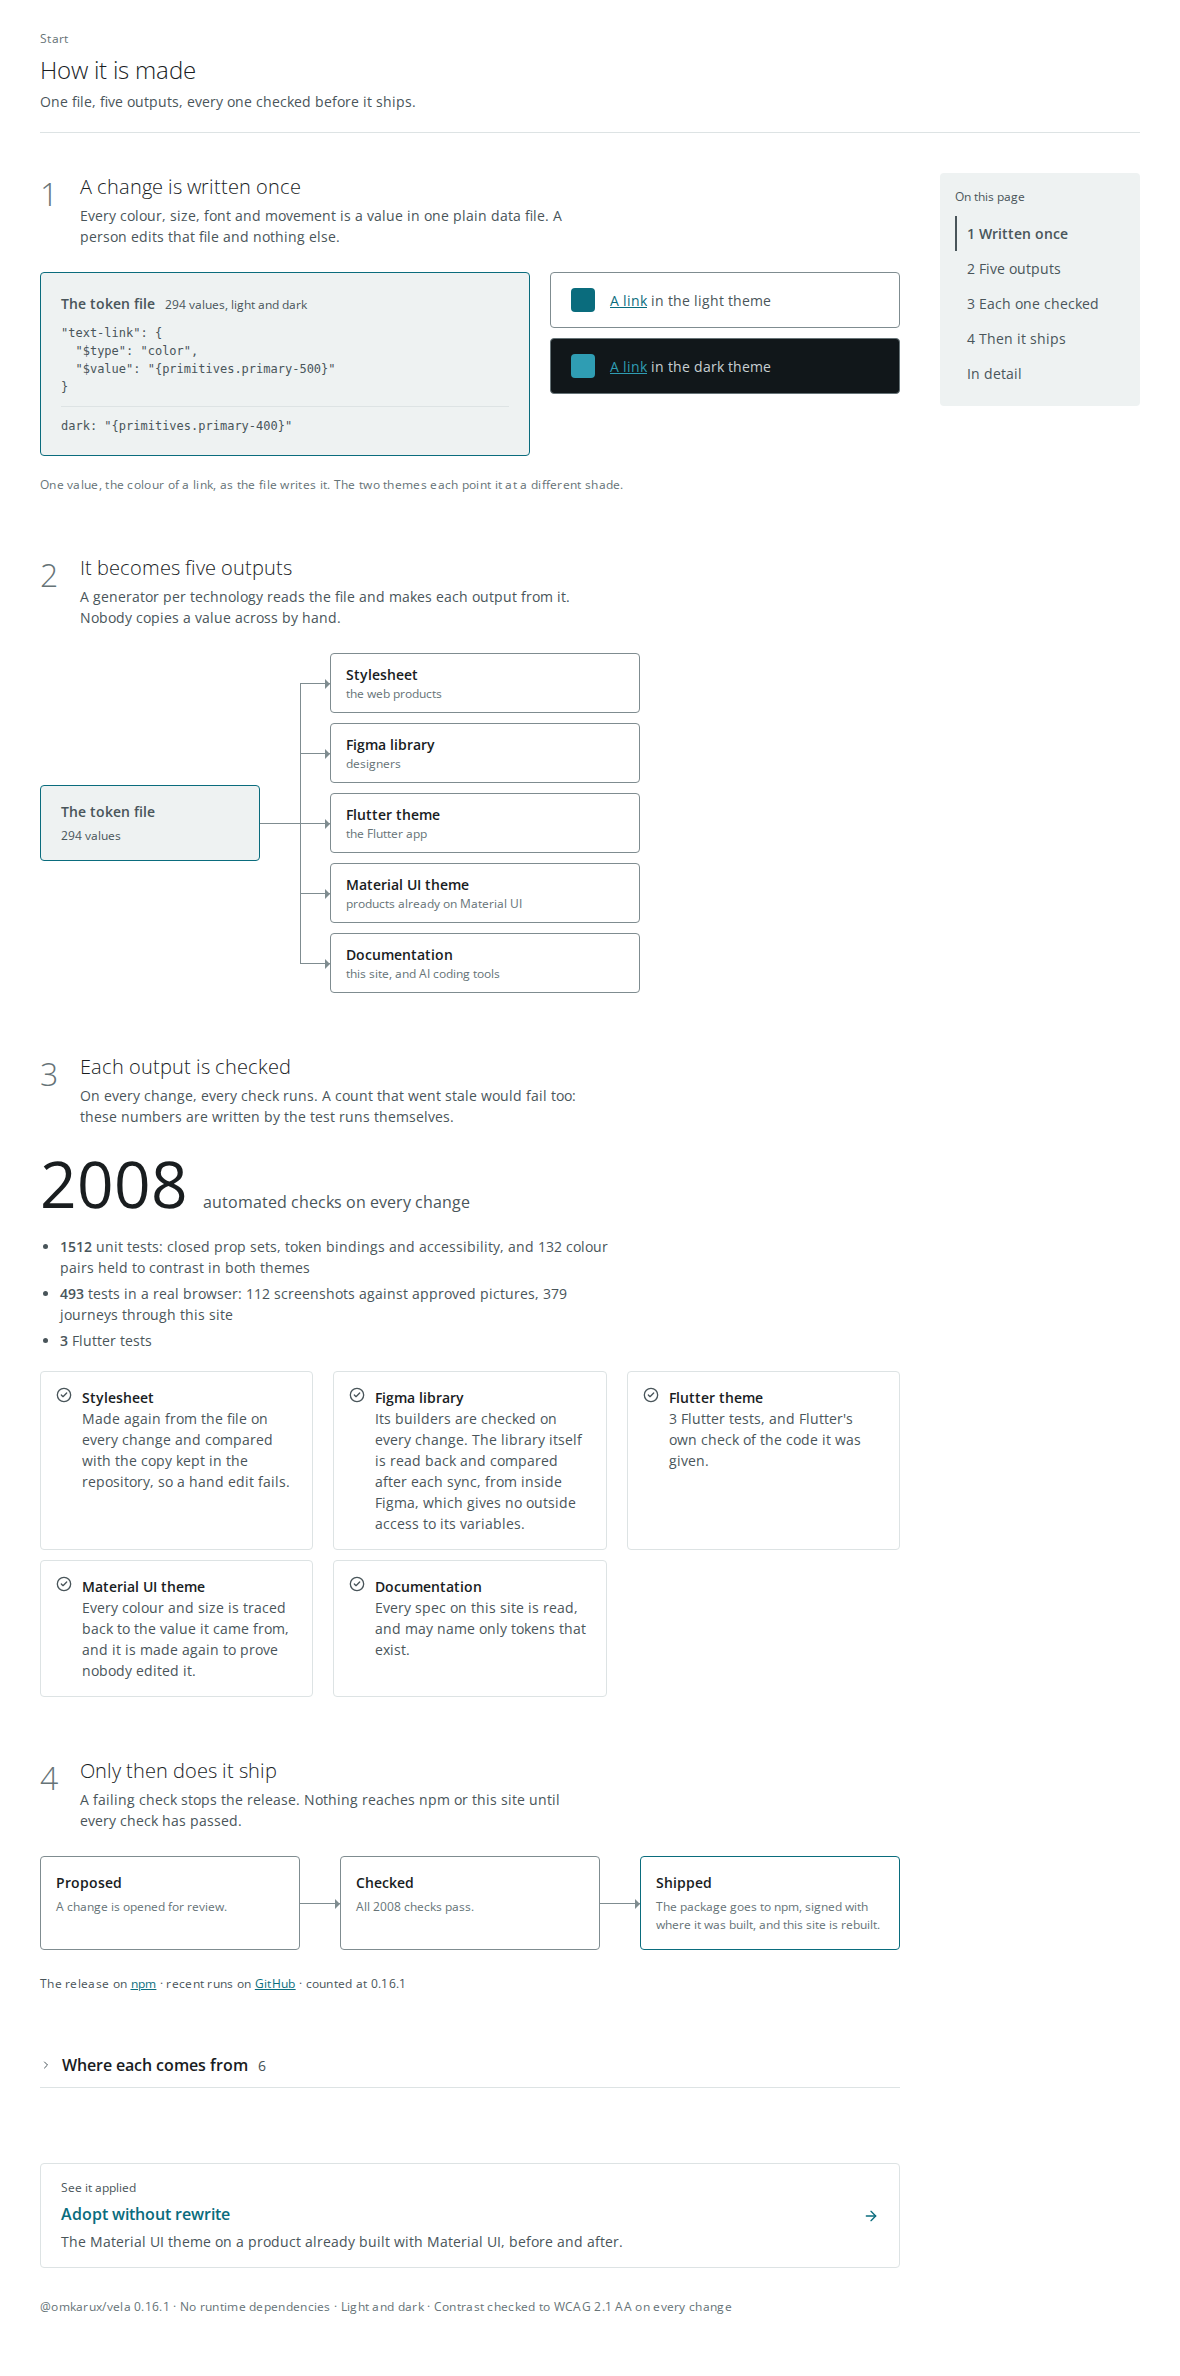 Start
How it is made
One file, five outputs, every one checked before it ships.
1
A change is written once
Every colour, size, font and movement is a value in one plain data file. A
person edits that file and nothing else.
The token file 294 values, light and dark
"text-link": {
"$type": "color",
"$value": "{primitives.primary-500}"
}
dark: "{primitives.primary-400}"
A link in the light theme
A link in the dark theme
One value, the colour of a link, as the file writes it. The two themes each point it at a different shade.
On this page
1 Written once
2 Five outputs
3 Each one checked
4 Then it ships
In detail
2
It becomes five outputs
A generator per technology reads the file and makes each output from it.
Nobody copies a value across by hand.
The token file
294 values
Stylesheet
the web products
Figma library
designers
Flutter theme
the Flutter app
Material UI theme
products already on Material UI
Documentation
this site, and AI coding tools
3
Each output is checked
On every change, every check runs. A count that went stale would fail too:
these numbers are written by the test runs themselves.
2008 automated checks on every change
• 1512 unit tests: closed prop sets, token bindings and accessibility, and 132 colour
pairs held to contrast in both themes
• 493 tests in a real browser: 112 screenshots against approved pictures, 379
journeys through this site
• 3 Flutter tests
Stylesheet
Made again from the file on
every change and compared
with the copy kept in the
repository, so a hand edit fails.
Figma library
Its builders are checked on
every change. The library itself
is read back and compared
after each sync, from inside
Figma, which gives no outside
access to its variables.
Flutter theme
3 Flutter tests, and Flutter's
own check of the code it was
given.
Material UI theme
Every colour and size is traced
back to the value it came from,
and it is made again to prove
nobody edited it.
Documentation
Every spec on this site is read,
and may name only tokens that
exist.
4
Only then does it ship
A failing check stops the release. Nothing reaches npm or this site until
every check has passed.
Proposed
A change is opened for review.
Checked
All 2008 checks pass.
Shipped
The package goes to npm, signed with
where it was built, and this site is rebuilt.
The release on npm · recent runs on GitHub · counted at 0.16.1
Where each comes from 6
See it applied
Adopt without rewrite
The Material UI theme on a product already built with Material UI, before and after.
@omkarux/vela 0.16.1 · No runtime dependencies · Light and dark · Contrast checked to WCAG 2.1 AA on every change